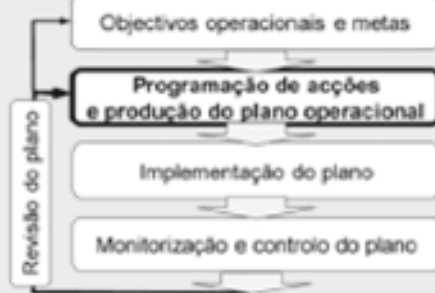 Objectivos operacionais e metas
Programação de acções
e produção do plano operacional
Implementação do plano
Monitorização e controlo do plano
Revisão do plano